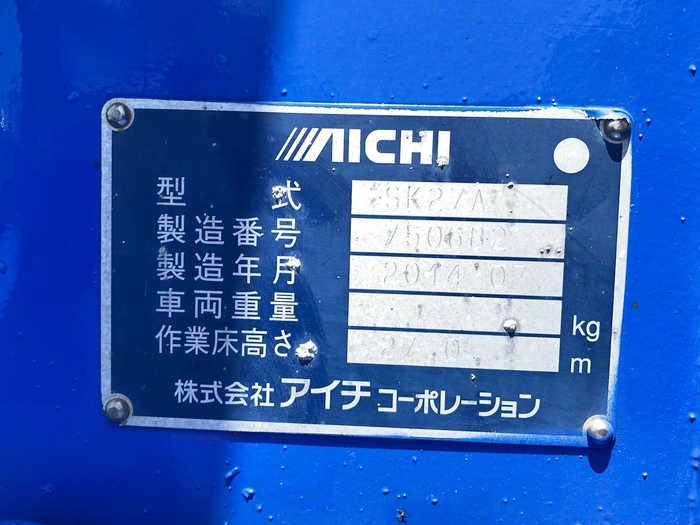 AICHI
型式 SK27A
製造番号 750682
製造年月 2014 07
車両重量 kg
作業床高さ 27.0 m
株式会社アイチコーポレーション